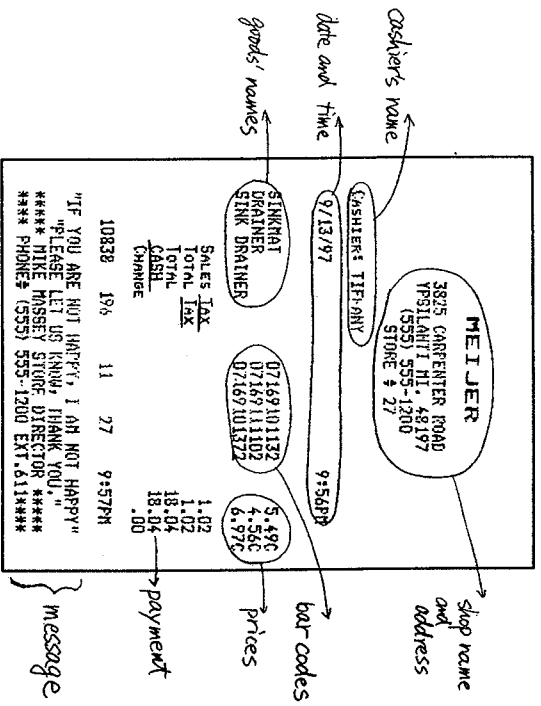 MEIJER
3825 CARPENTER ROAD
YPSILAHTI MI. 48197
(555) 555-1200
STORE # 27
shop name
and
address
cashier's name
CASHIER: TIFFANY
date and time
9/13/97 9:56PM
goods' names
SINKMAT 07169101132 5.49C
DRAINER 07169111102 4.56C
SINK DRAINER 07169101372 6.97C
bar codes
prices
SALES TAX 1.02
TOTAL TAX 1.02
TOTAL 18.04
CASH 18.04
CHANGE .00
payment
10838 196 11 27 9:57PM
"IF YOU ARE NOT HAPPY, I AM NOT HAPPY"
"PLEASE LET US KNOW, THANK YOU."
***** MIKE MASSEY STORE DIRECTOR *****
**** PHONE# (555) 555-1200 EXT.611****
message